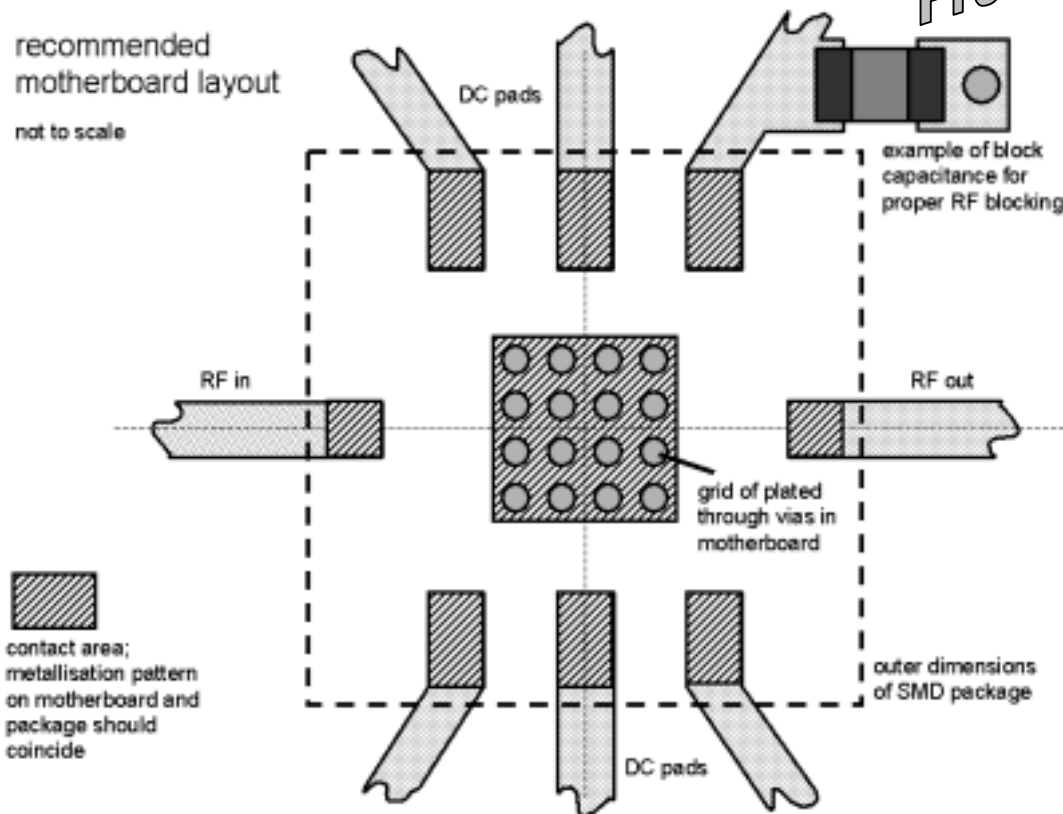 recommended
motherboard layout
not to scale
DC pads
example of block
capacitance for
proper RF blocking
RF in
RF out
grid of plated
through vias in
motherboard
contact area;
metallisation pattern
on motherboard and
package should
coincide
outer dimensions
of SMD package
DC pads